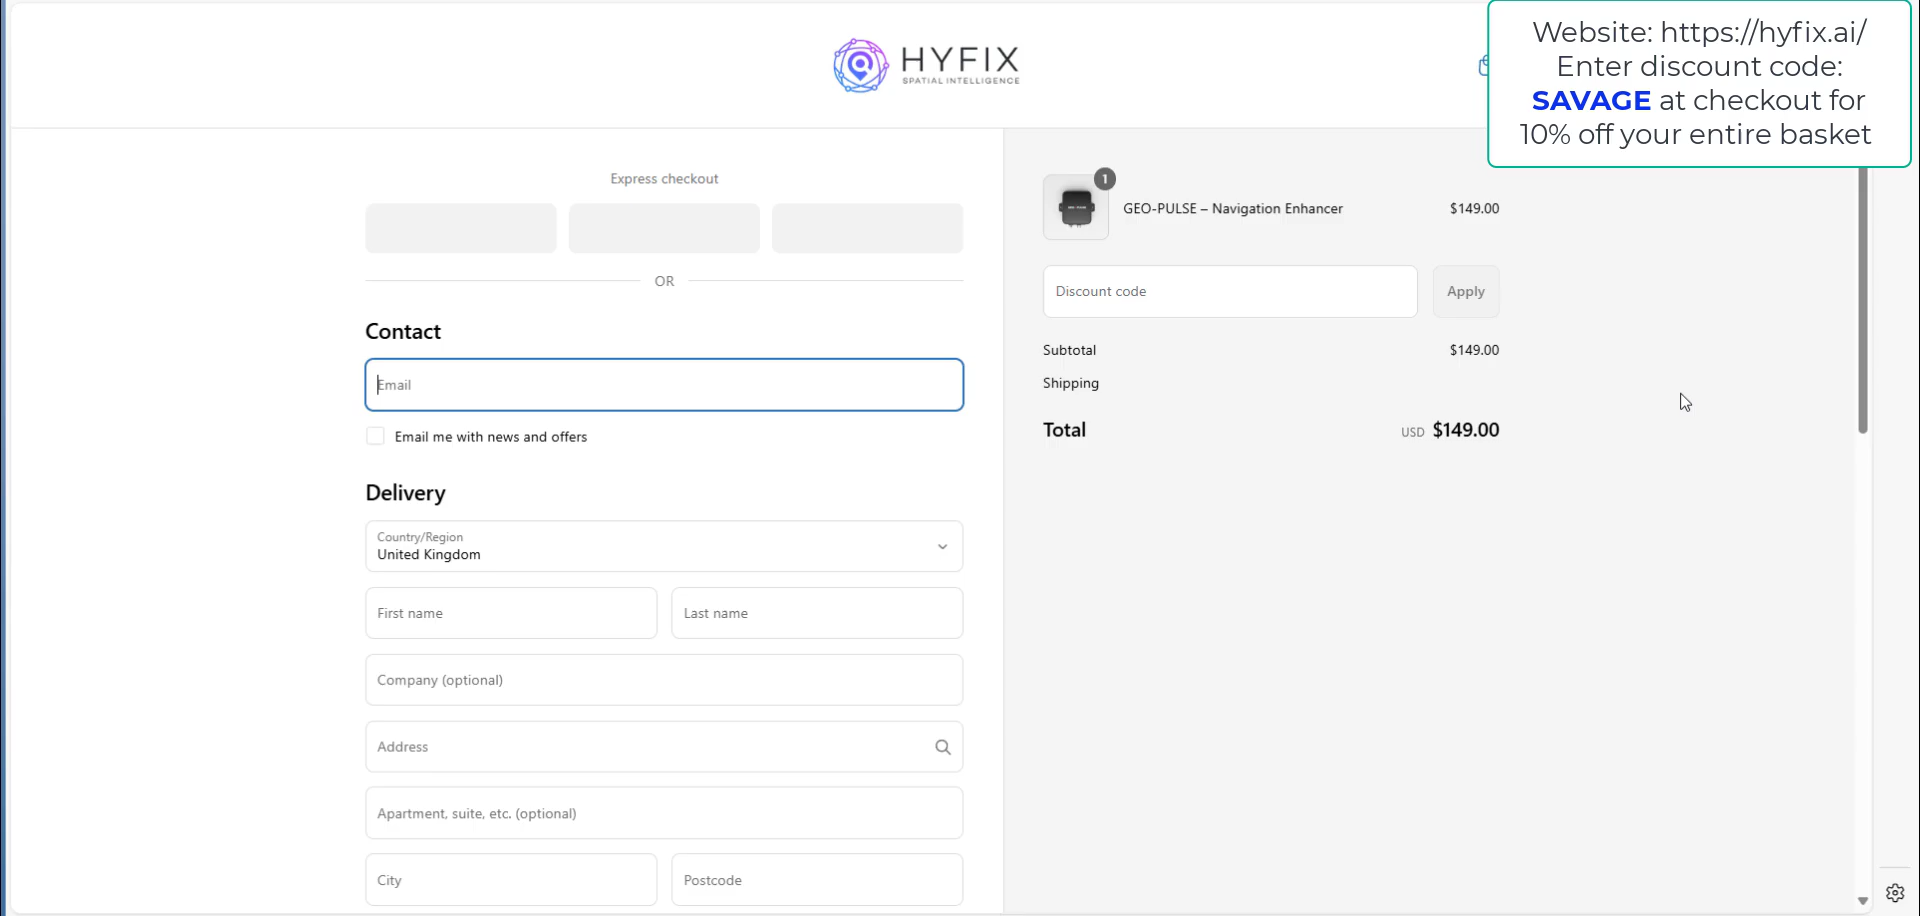 HYFIX
SPATIAL INTELLIGENCE
Website: https://hyfix.ai/
Enter discount code:
SAVAGE at checkout for
10% off your entire basket
Express checkout
OR
Contact
Email
Email me with news and offers
Delivery
Country/Region
United Kingdom
First name
Last name
Company (optional)
Address
Apartment, suite, etc. (optional)
City
Postcode
1
GEO-PULSE – Navigation Enhancer
$149.00
Discount code
Apply
Subtotal
$149.00
Shipping
Total
USD $149.00